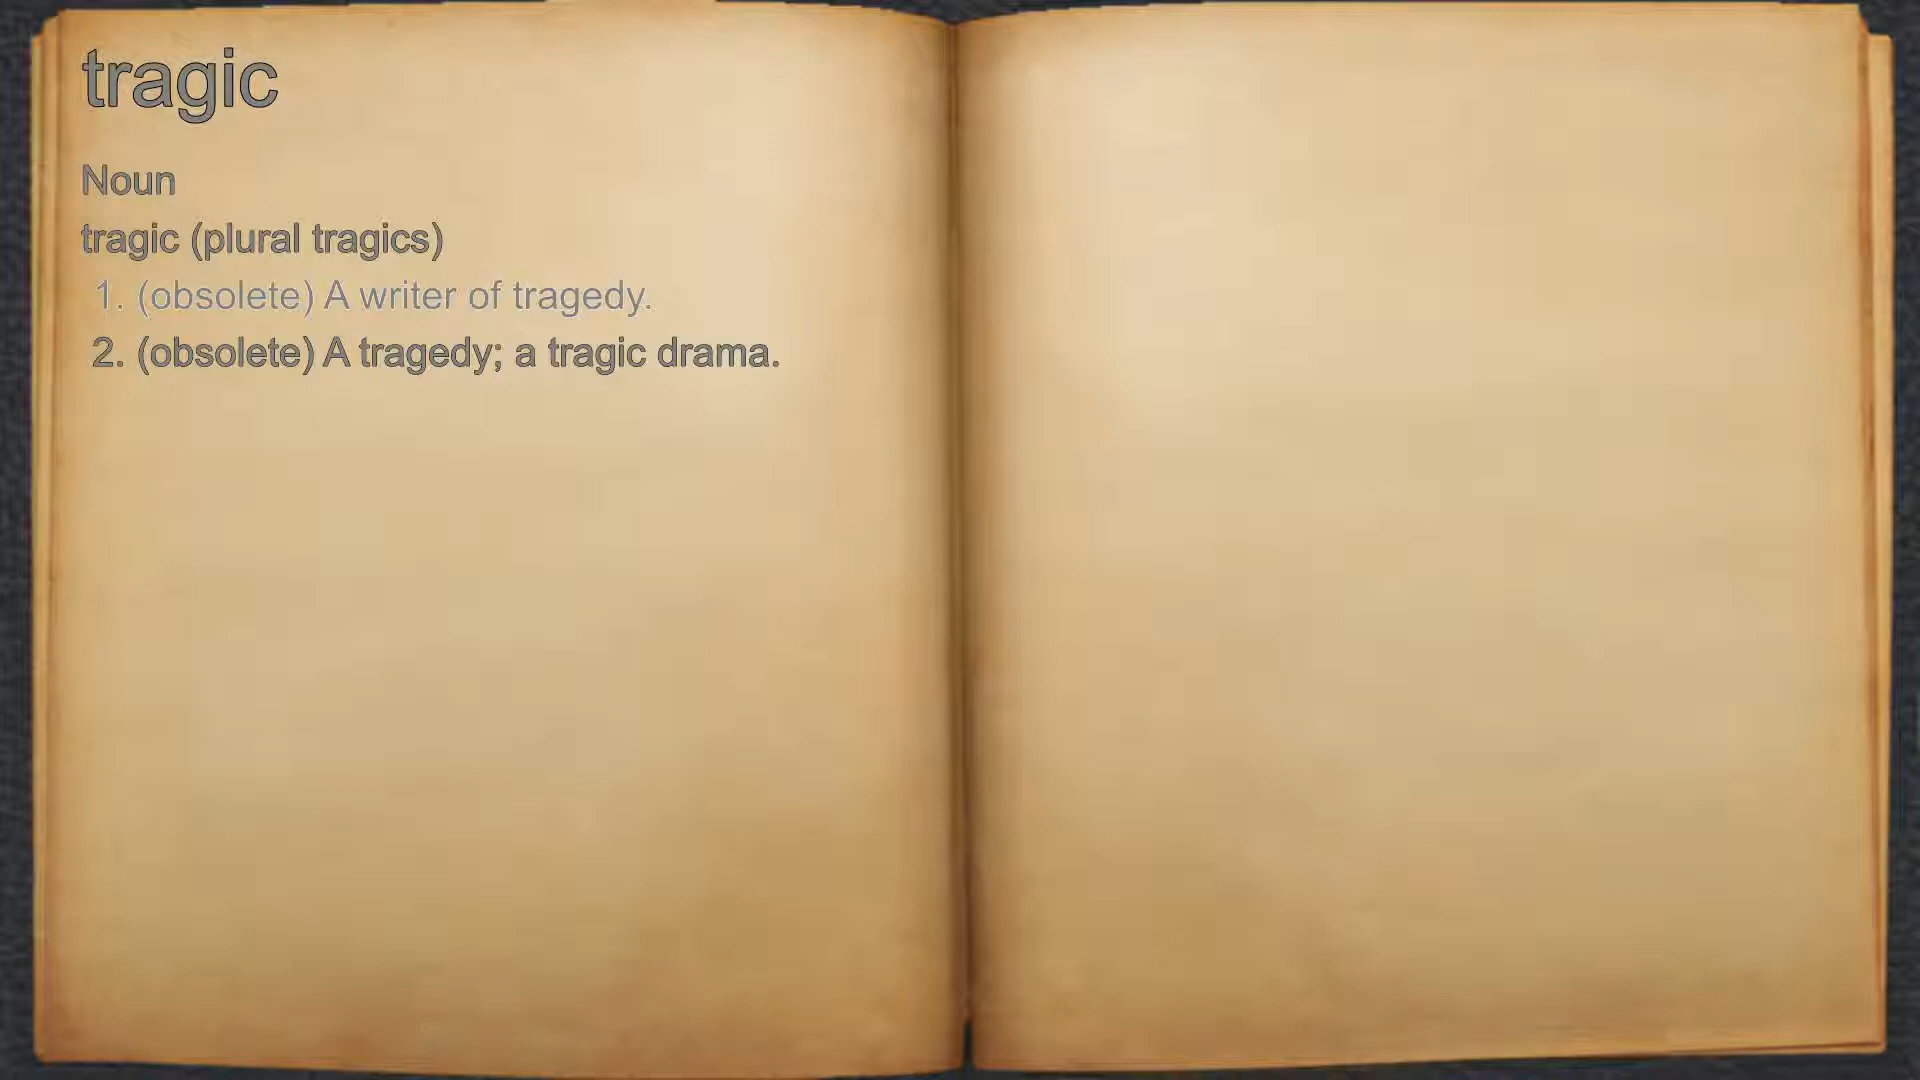 tragic
Noun
tragic (plural tragics)
1. (obsolete) A writer of tragedy.
2. (obsolete) A tragedy; a tragic drama.